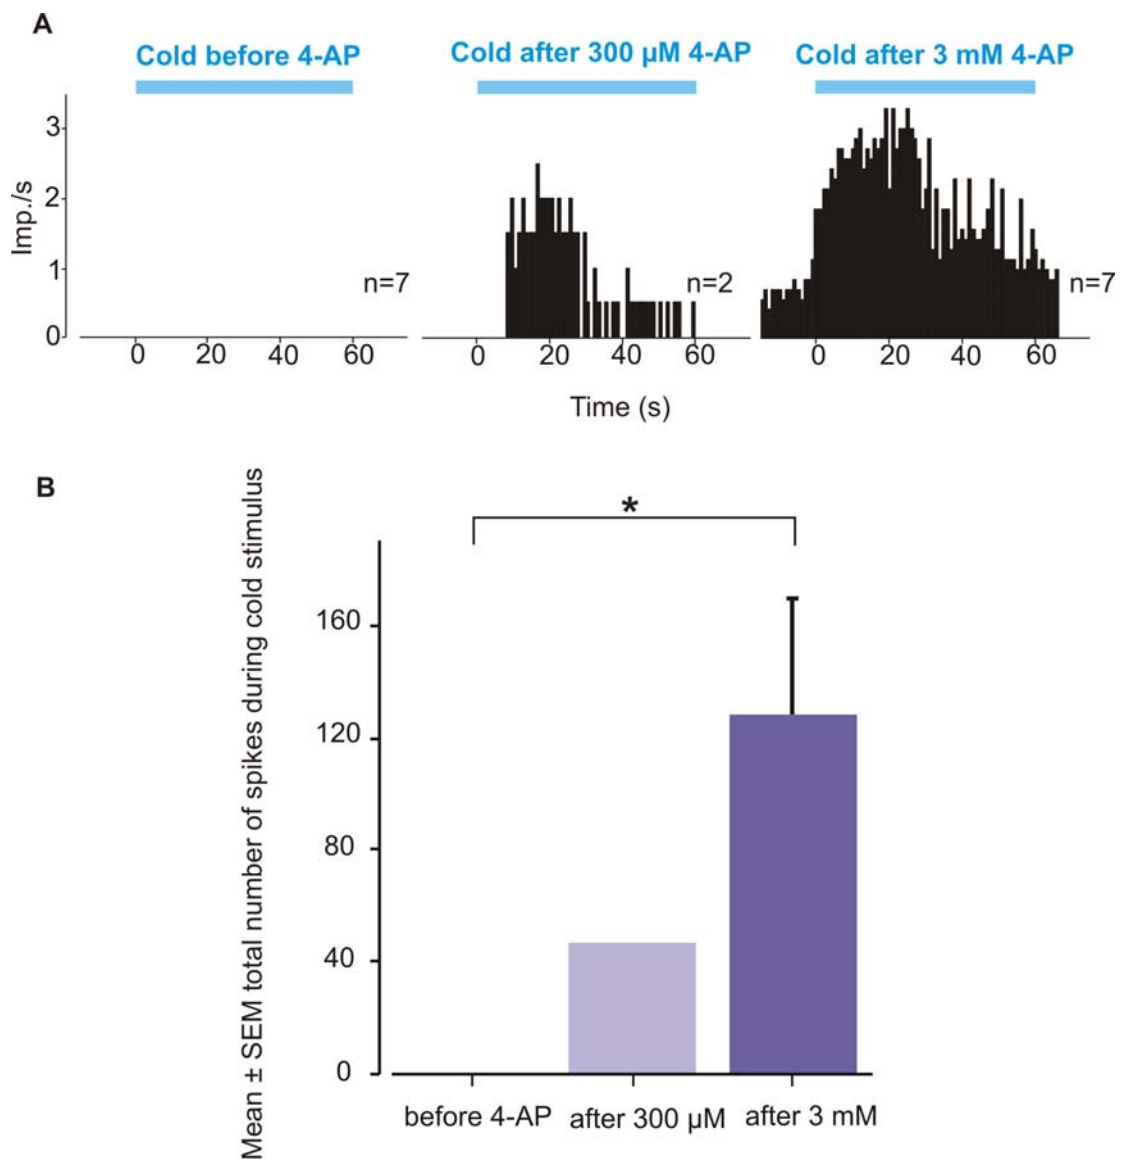 A
Cold before 4-AP
Cold after 300 µM 4-AP
Cold after 3 mM 4-AP
Imp./s
3
2
1
0
n=7
n=2
n=7
0 20 40 60
0 20 40 60
0 20 40 60
Time (s)
B
Mean ± SEM total number of spikes during cold stimulus
*
160
120
80
40
0
before 4-AP
after 300 µM
after 3 mM